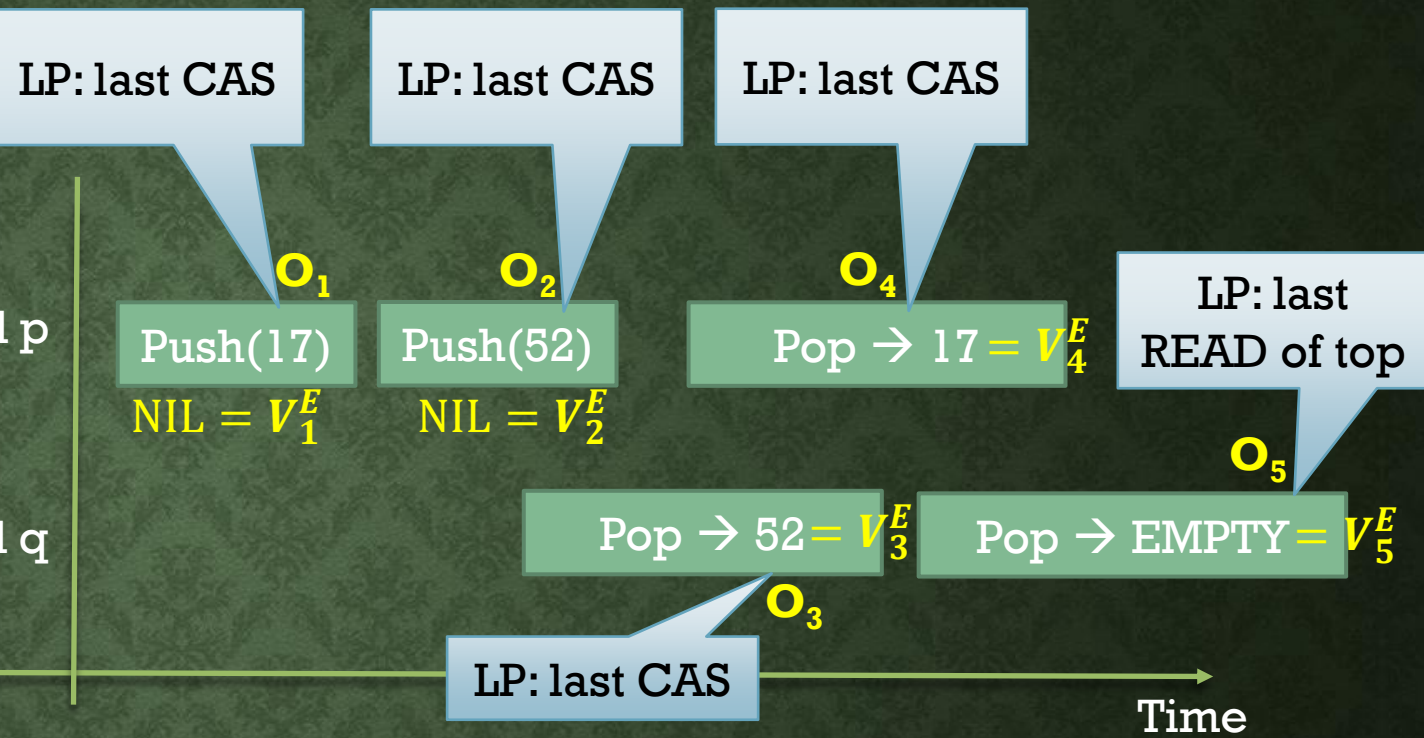 LP: last CAS
LP: last CAS
LP: last CAS
O₁
O₂
O₄
LP: last
READ of top
p
Push(17)
Push(52)
Pop → 17 = V₄ᴱ
NIL = V₁ᴱ
NIL = V₂ᴱ
O₅
q
Pop → 52 = V₃ᴱ
Pop → EMPTY = V₅ᴱ
O₃
LP: last CAS
Time